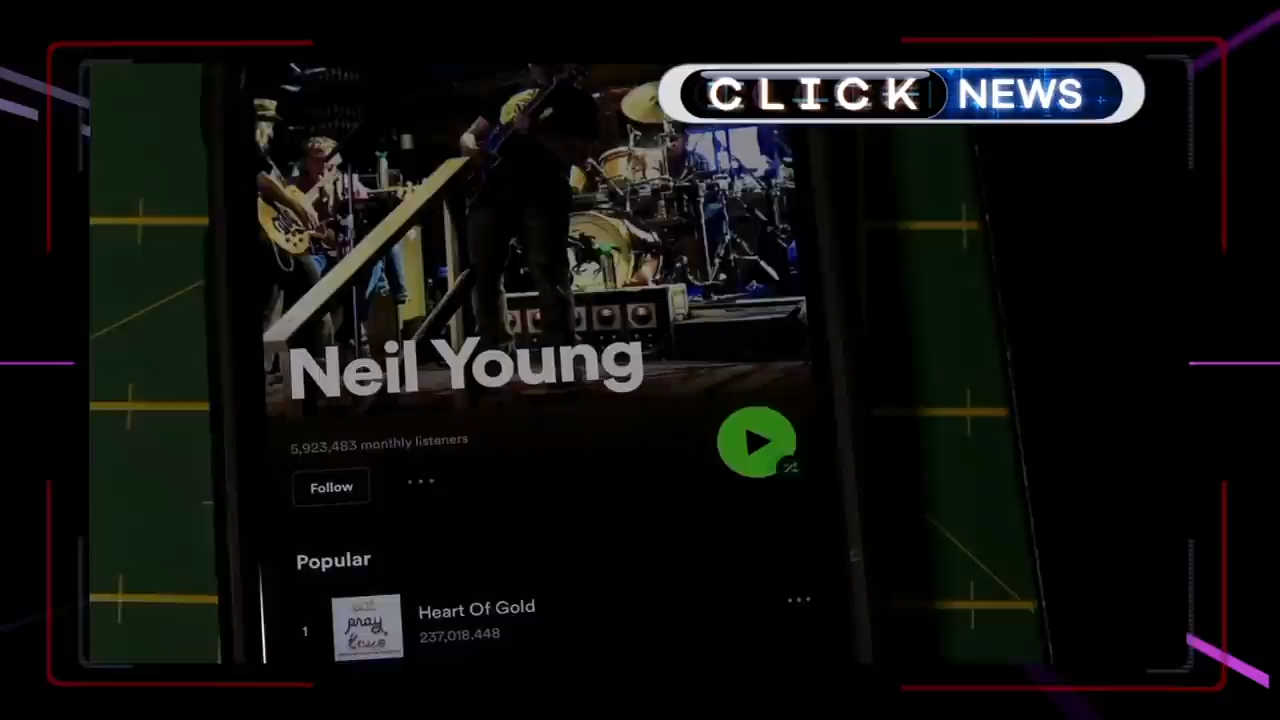 CLICK NEWS
Neil Young
5,923,483 monthly listeners
Follow
Popular
1
Heart Of Gold
237,018,448